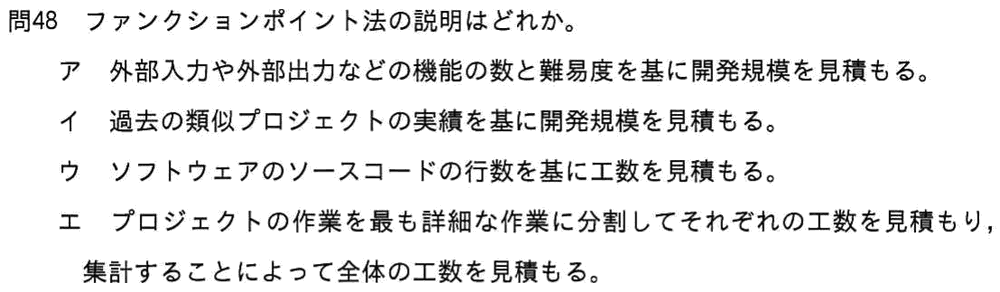 問48 ファンクションポイント法の説明はどれか。
ア 外部入力や外部出力などの機能の数と難易度を基に開発規模を見積もる。
イ 過去の類似プロジェクトの実績を基に開発規模を見積もる。
ウ ソフトウェアのソースコードの行数を基に工数を見積もる。
エ プロジェクトの作業を最も詳細な作業に分割してそれぞれの工数を見積もり，
集計することによって全体の工数を見積もる。